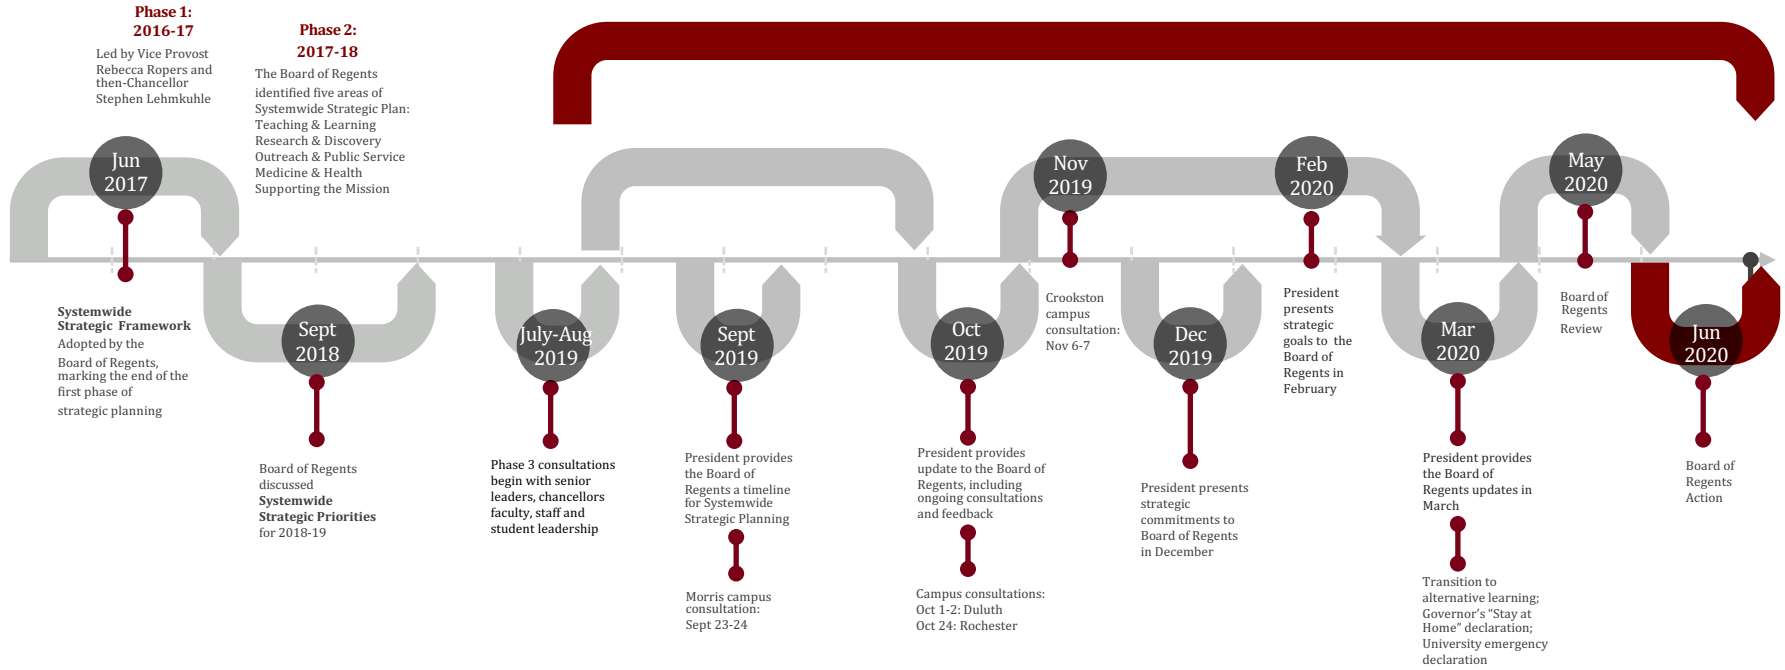 Phase 1:
2016-17
Led by Vice Provost
Rebecca Ropers and
then-Chancellor
Stephen Lehmkuhle
Phase 2:
2017-18
The Board of Regents
identified five areas of
Systemwide Strategic Plan:
Teaching & Learning
Research & Discovery
Outreach & Public Service
Medicine & Health
Supporting the Mission
Jun
2017
Systemwide
Strategic Framework
Adopted by the
Board of Regents,
marking the end of the
first phase of
strategic planning
Sept
2018
Board of Regents
discussed
Systemwide
Strategic Priorities
for 2018-19
July-Aug
2019
Phase 3 consultations
begin with senior
leaders, chancellors
faculty, staff and
student leadership
Sept
2019
President provides
the Board of
Regents a timeline
for Systemwide
Strategic Planning
Morris campus
consultation:
Sept 23-24
Oct
2019
President provides
update to the Board of
Regents, including
ongoing consultations
and feedback
Campus consultations:
Oct 1-2: Duluth
Oct 24: Rochester
Nov
2019
Crookston
campus
consultation:
Nov 6-7
Dec
2019
President presents
strategic
commitments to
Board of Regents
in December
Feb
2020
President
presents
strategic
goals to the
Board of
Regents in
February
Mar
2020
President provides
the Board of
Regents updates in
March
Transition to
alternative learning;
Governor's “Stay at
Home” declaration;
University emergency
declaration
May
2020
Board of
Regents
Review
Jun
2020
Board of
Regents
Action